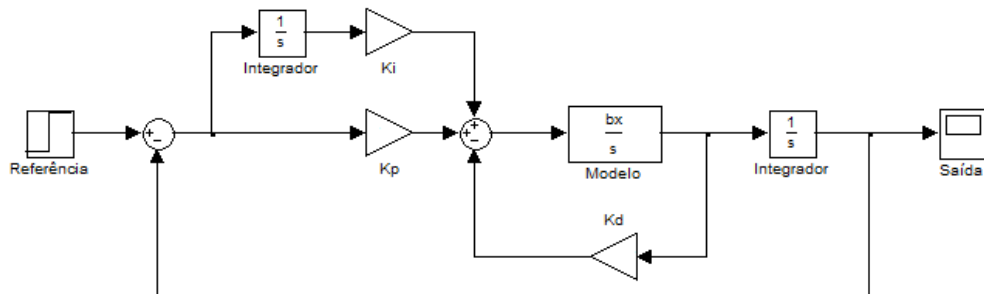 1
s
Integrador
Ki
Referência
+
−
Kp
+
+
−
bx
s
Modelo
1
s
Integrador
Saída
Kd